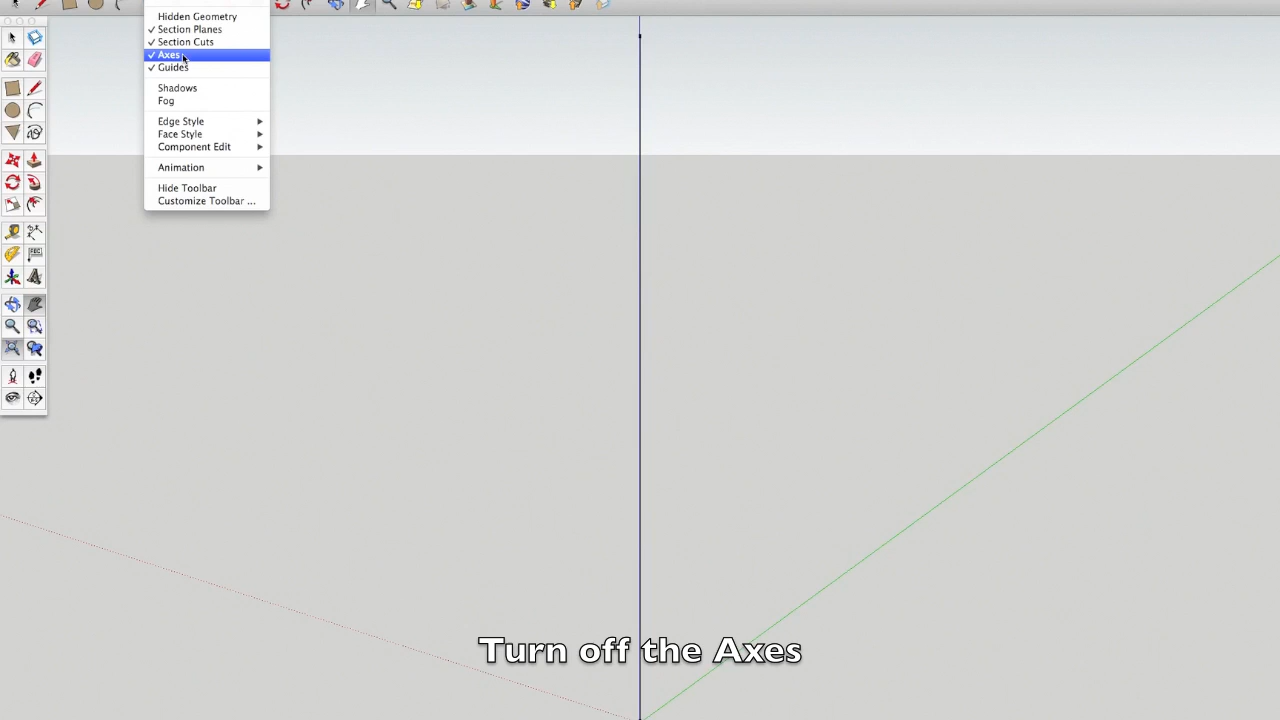 Hidden Geometry
✓ Section Planes
✓ Section Cuts
✓ Axes
✓ Guides
Shadows
Fog
Edge Style
Face Style
Component Edit
Animation
Hide Toolbar
Customize Toolbar ...
ABC
Turn off the Axes